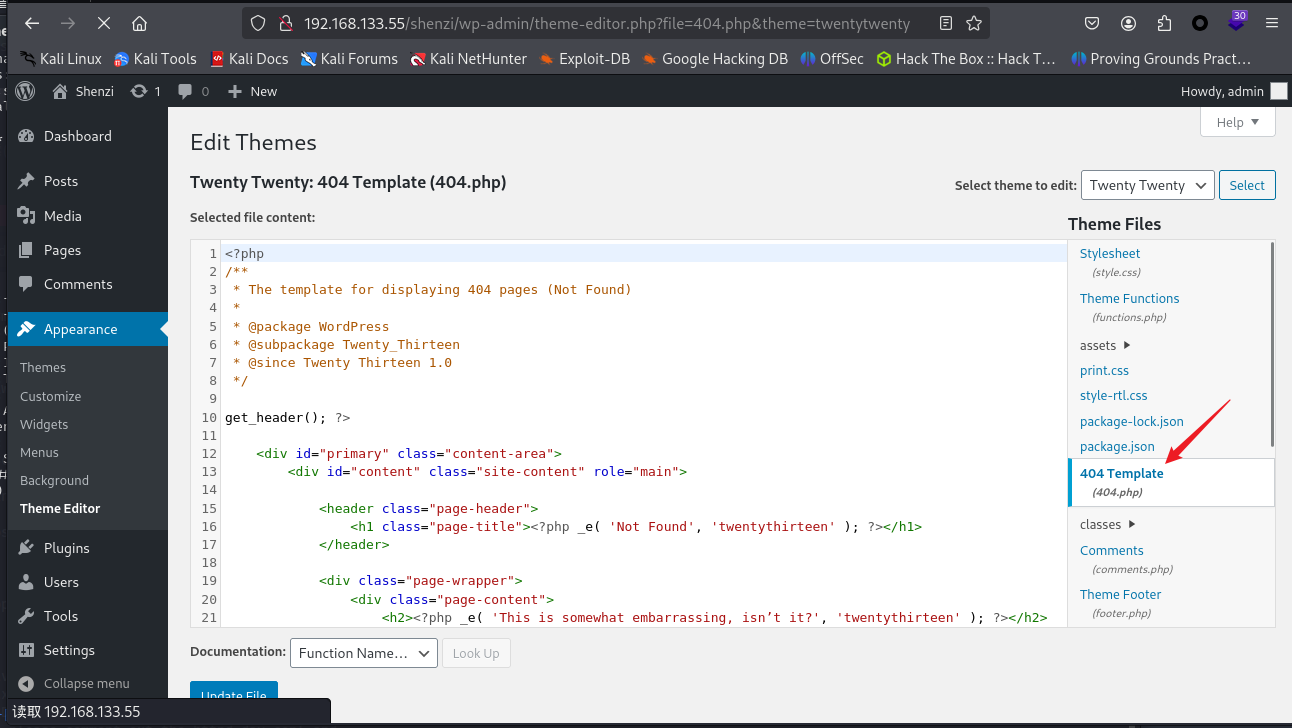 192.168.133.55/shenzi/wp-admin/theme-editor.php?file=404.php&theme=twentytwenty
30
Kali Linux Kali Tools Kali Docs Kali Forums Kali NetHunter Exploit-DB Google Hacking DB OffSec Hack The Box :: Hack T… Proving Grounds Pract…
Shenzi 1 0 New Howdy, admin
Help
Dashboard
Posts
Media
Pages
Comments
Appearance
Themes
Customize
Widgets
Menus
Background
Theme Editor
Plugins
Users
Tools
Settings
Collapse menu
Edit Themes
Twenty Twenty: 404 Template (404.php)
Select theme to edit: Twenty Twenty Select
Selected file content:
1 <?php
2 /**
3  * The template for displaying 404 pages (Not Found)
4  *
5  * @package WordPress
6  * @subpackage Twenty_Thirteen
7  * @since Twenty Thirteen 1.0
8  */
9
10 get_header(); ?>
11
12     <div id="primary" class="content-area">
13         <div id="content" class="site-content" role="main">
14
15             <header class="page-header">
16                 <h1 class="page-title"><?php _e( 'Not Found', 'twentythirteen' ); ?></h1>
17             </header>
18
19             <div class="page-wrapper">
20                 <div class="page-content">
21                     <h2><?php _e( 'This is somewhat embarrassing, isn’t it?', 'twentythirteen' ); ?></h2>
Theme Files
Stylesheet
(style.css)
Theme Functions
(functions.php)
assets
print.css
style-rtl.css
package-lock.json
package.json
404 Template
(404.php)
classes
Comments
(comments.php)
Theme Footer
(footer.php)
Documentation: Function Name… Look Up
Update File
读取 192.168.133.55